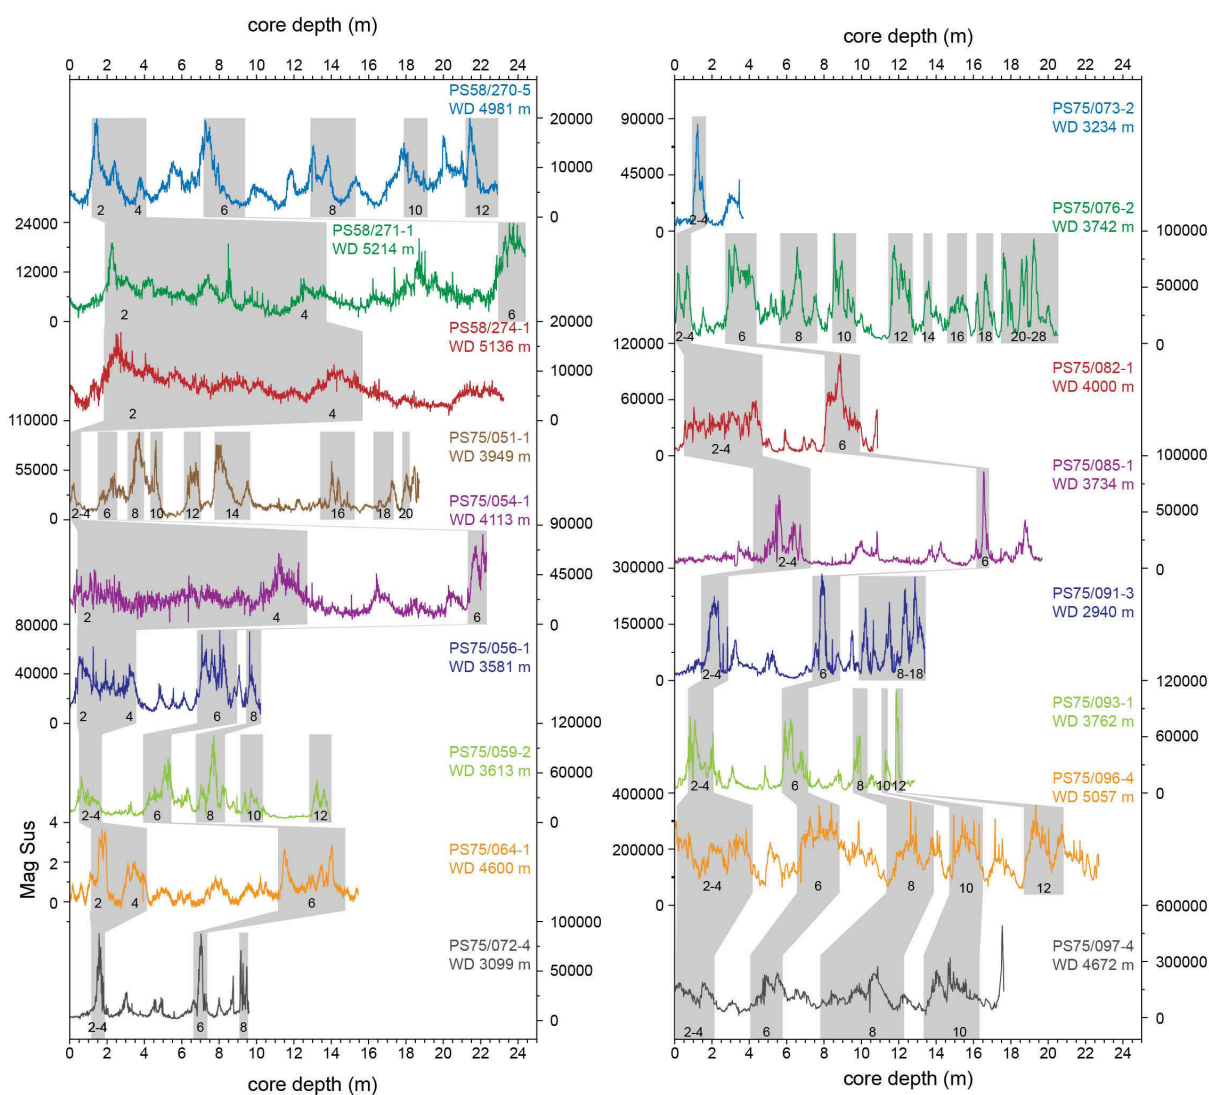 core depth (m)
0 2 4 6 8 10 12 14 16 18 20 22 24
PS58/270-5
WD 4981 m
20000
10000
0
2 4 6 8 10 12
24000
12000
0
PS58/271-1
WD 5214 m
2 4 6
PS58/274-1
WD 5136 m
20000
10000
0
2 4
110000
55000
0
PS75/051-1
WD 3949 m
2-4 6 8 10 12 14 16 18 20
PS75/054-1
WD 4113 m
90000
45000
0
2 4 6
80000
40000
0
PS75/056-1
WD 3581 m
2 4 6 8
PS75/059-2
WD 3613 m
120000
60000
0
2-4 6 8 10 12
Mag Sus
4
2
0
PS75/064-1
WD 4600 m
2 4 6
PS75/072-4
WD 3099 m
100000
50000
0
2-4 6 8
0 2 4 6 8 10 12 14 16 18 20 22 24
core depth (m)
core depth (m)
0 2 4 6 8 10 12 14 16 18 20 22 24
90000
45000
0
PS75/073-2
WD 3234 m
2-4
PS75/076-2
WD 3742 m
100000
50000
0
2-4 6 8 10 12 14 16 18 20-28
120000
60000
0
PS75/082-1
WD 4000 m
2-4 6
PS75/085-1
WD 3734 m
100000
50000
0
2-4 6
300000
150000
0
PS75/091-3
WD 2940 m
2-4 6 8-18
PS75/093-1
WD 3762 m
120000
60000
0
2-4 6 8 10 12
400000
200000
0
PS75/096-4
WD 5057 m
2-4 6 8 10 12
PS75/097-4
WD 4672 m
600000
300000
0
2-4 6 8 10
0 2 4 6 8 10 12 14 16 18 20 22 24
core depth (m)